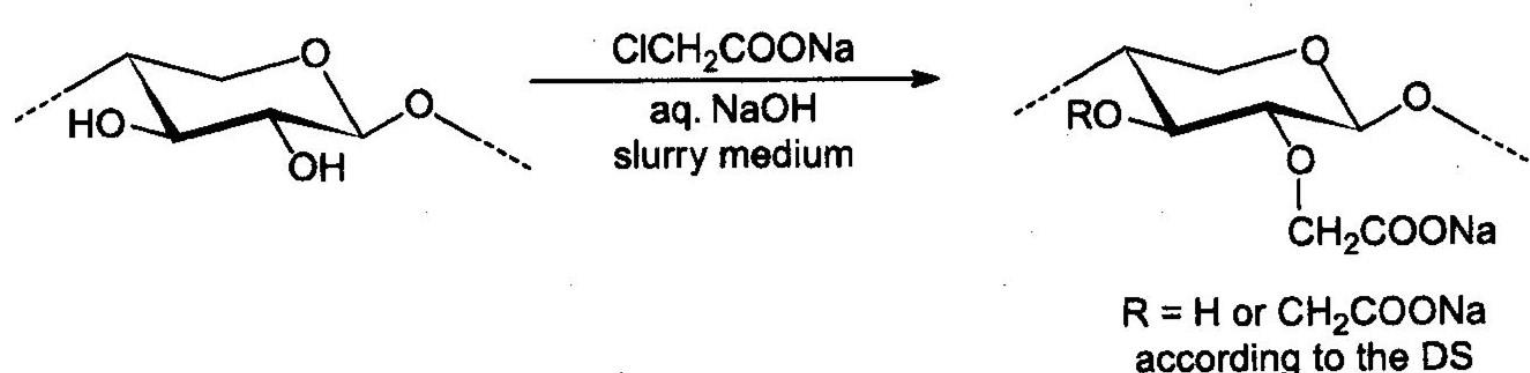 O
HO
OH
O
ClCH₂COONa
aq. NaOH
slurry medium
O
RO
O
O
CH₂COONa
R = H or CH₂COONa
according to the DS